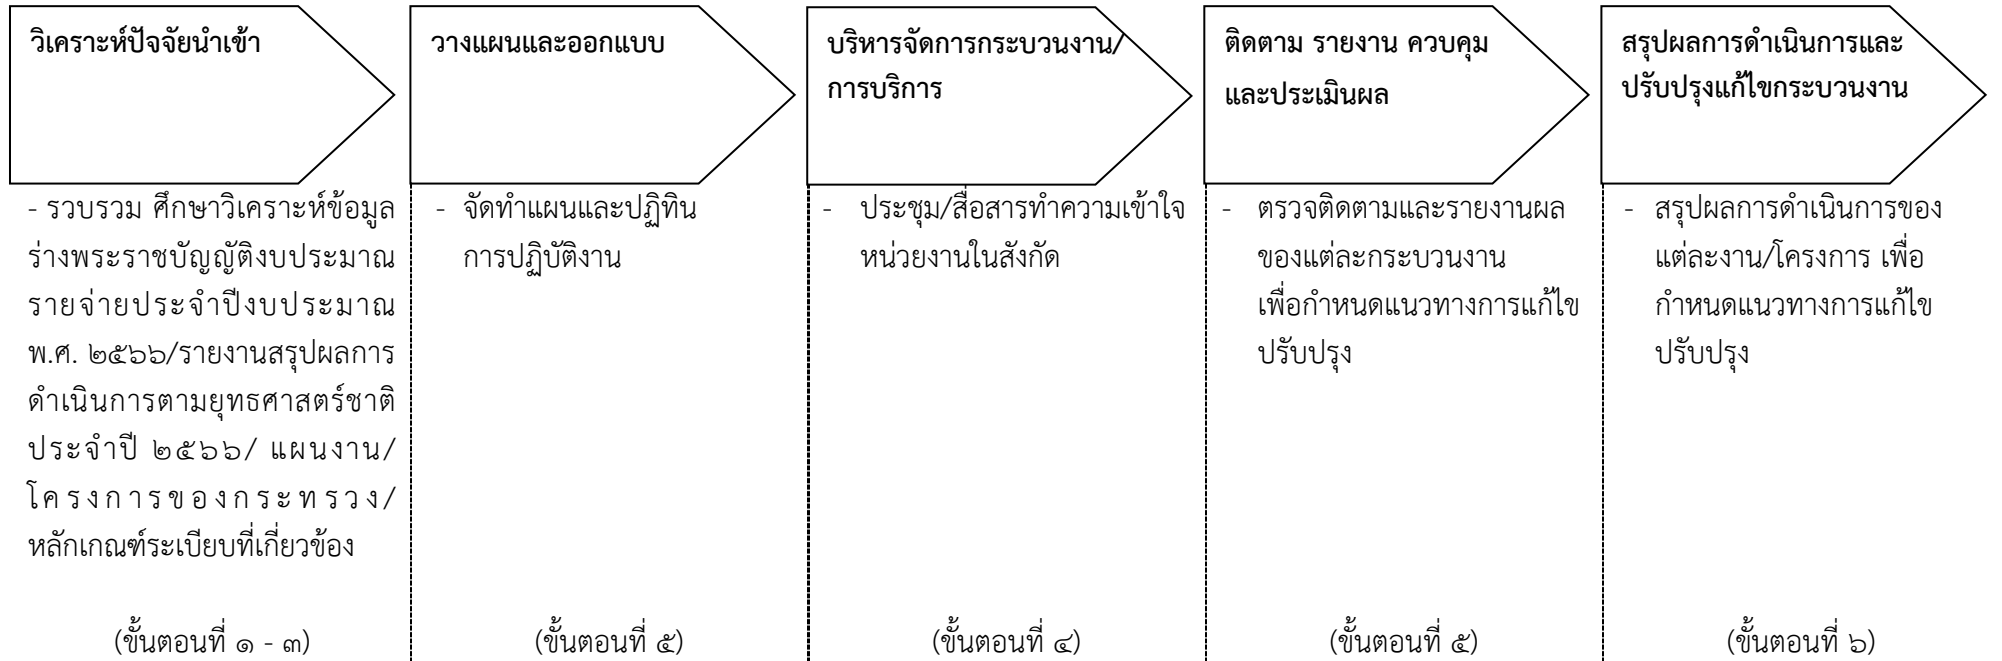 วิเคราะห์ปัจจัยนำเข้า
- รวบรวม ศึกษาวิเคราะห์ข้อมูล
ร่างพระราชบัญญัติงบประมาณ
รายจ่ายประจำปีงบประมาณ
พ.ศ. ๒๕๖๖/รายงานสรุปผลการ
ดำเนินการตามยุทธศาสตร์ชาติ
ประจำปี ๒๕๖๖/ แผนงาน/
โครงการของกระทรวง/
หลักเกณฑ์ระเบียบที่เกี่ยวข้อง
(ขั้นตอนที่ ๑ - ๓)
วางแผนและออกแบบ
- จัดทำแผนและปฏิทิน
การปฏิบัติงาน
(ขั้นตอนที่ ๕)
บริหารจัดการกระบวนงาน/
การบริการ
- ประชุม/สื่อสารทำความเข้าใจ
หน่วยงานในสังกัด
(ขั้นตอนที่ ๔)
ติดตาม รายงาน ควบคุม
และประเมินผล
- ตรวจติดตามและรายงานผล
ของแต่ละกระบวนงาน
เพื่อกำหนดแนวทางการแก้ไข
ปรับปรุง
(ขั้นตอนที่ ๕)
สรุปผลการดำเนินการและ
ปรับปรุงแก้ไขกระบวนงาน
- สรุปผลการดำเนินการของ
แต่ละงาน/โครงการ เพื่อ
กำหนดแนวทางการแก้ไข
ปรับปรุง
(ขั้นตอนที่ ๖)